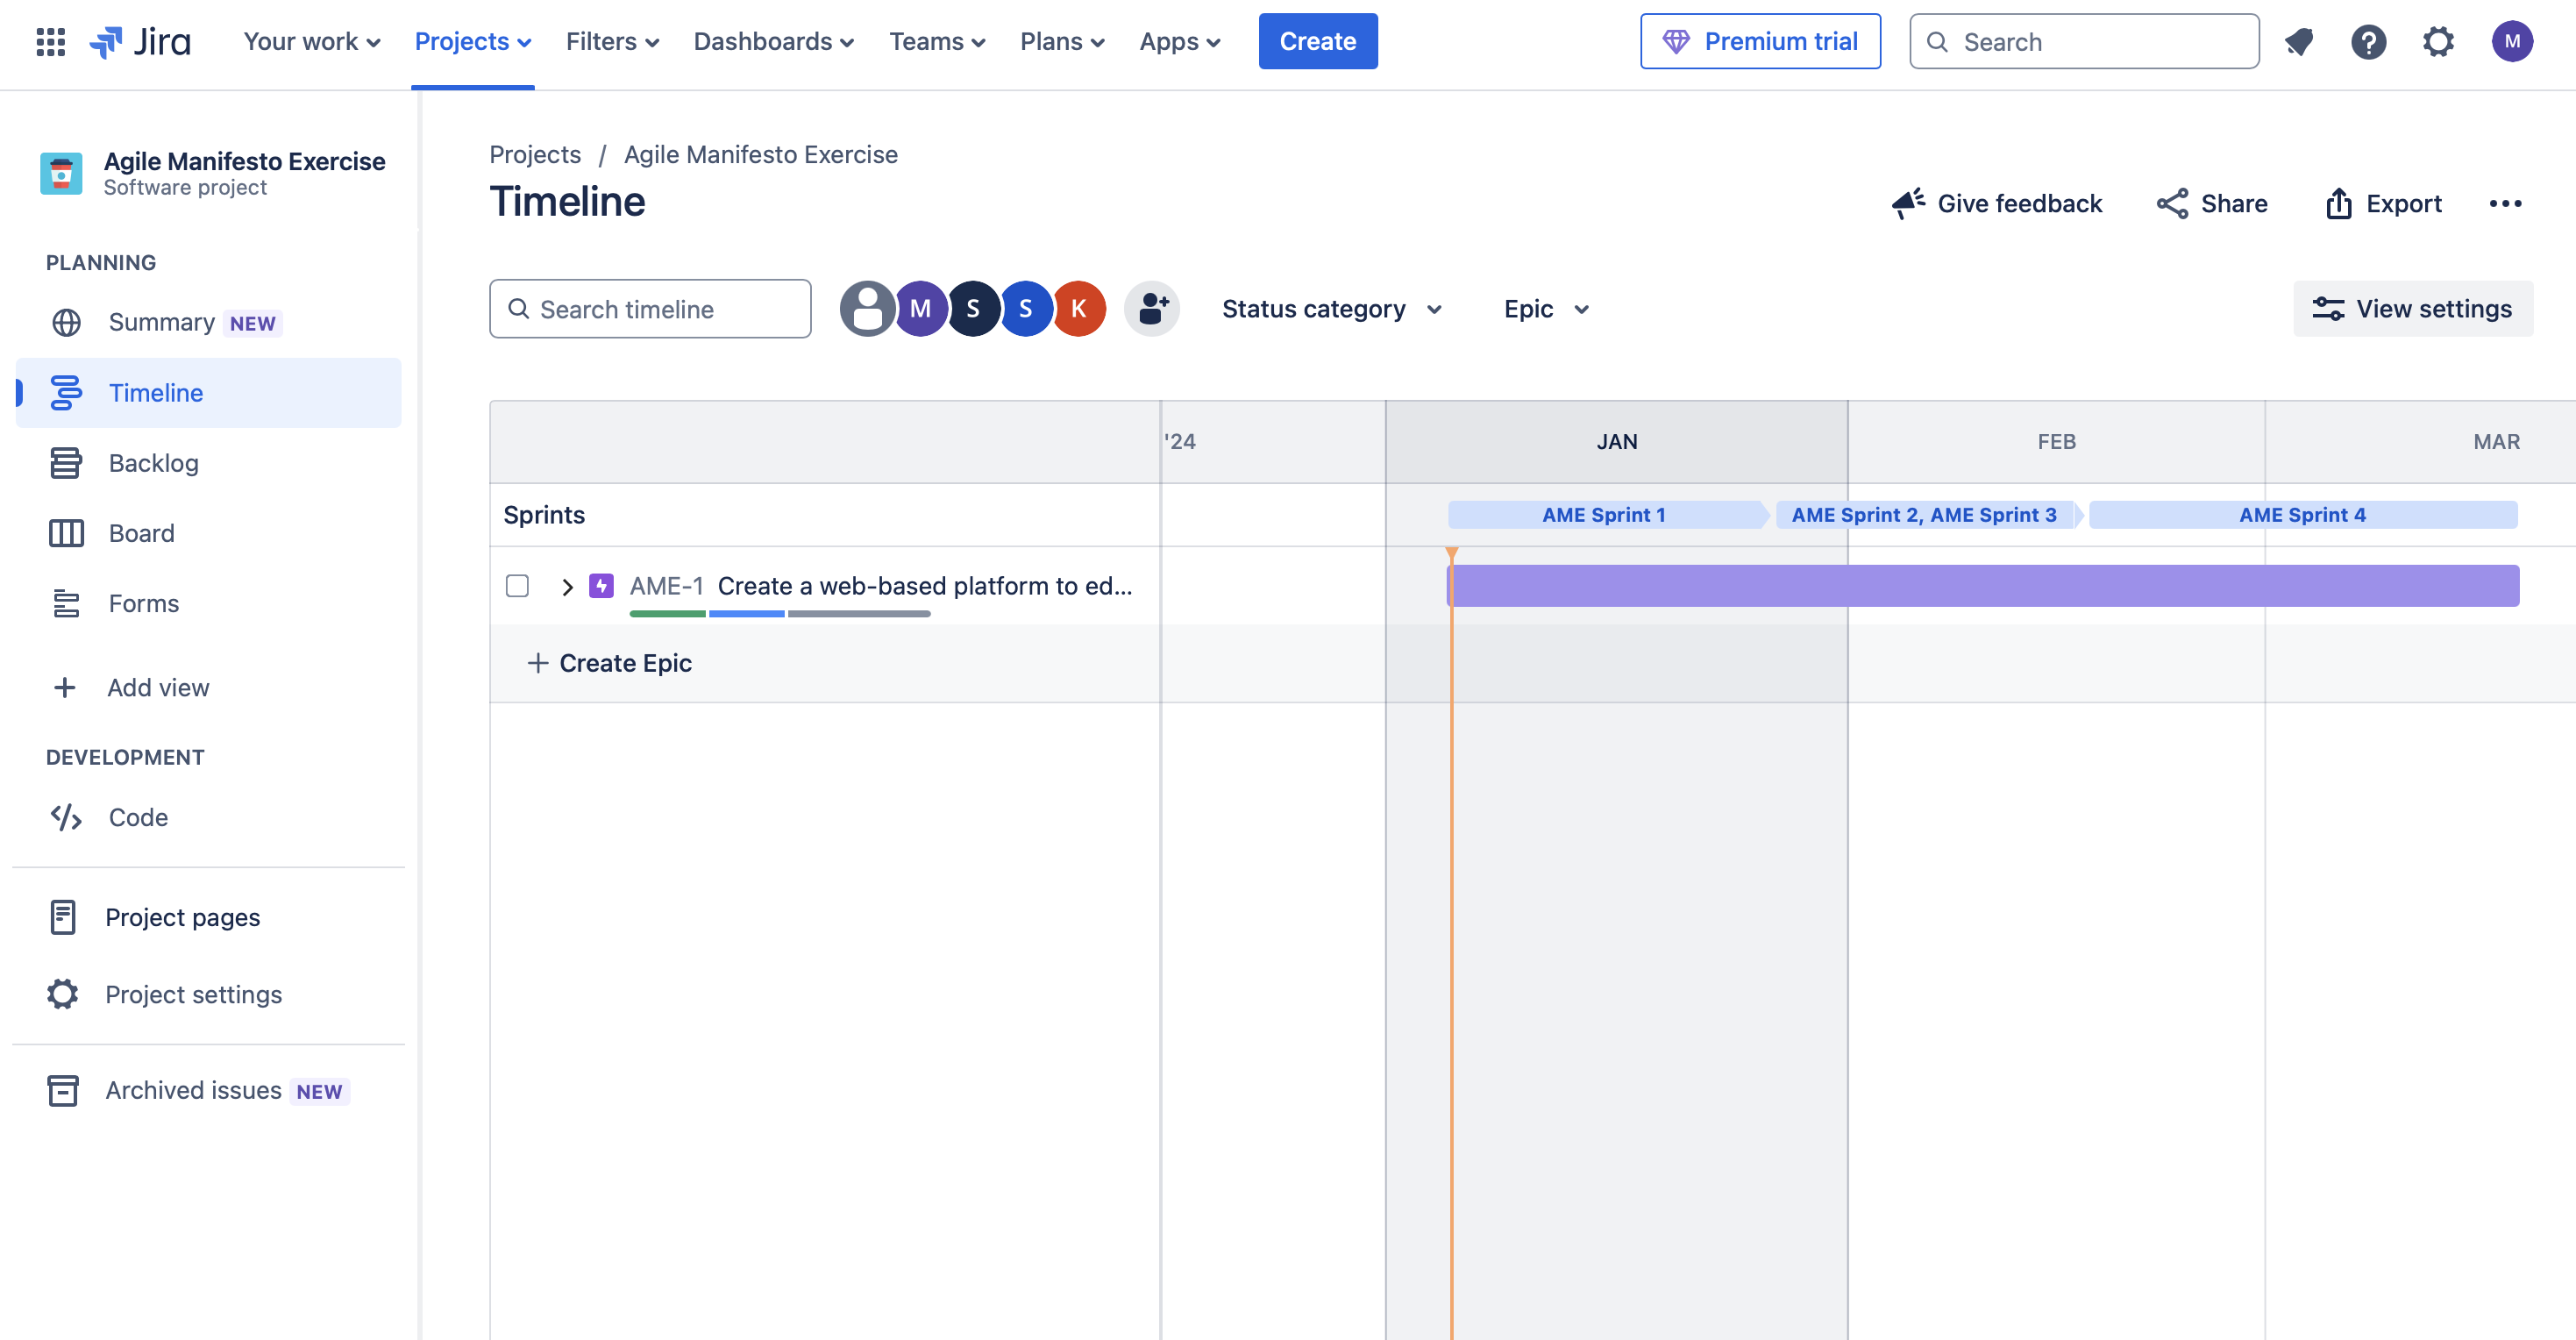 Jira Your work Projects Filters Dashboards Teams Plans Apps Create Premium trial Search ? M
Agile Manifesto Exercise
Software project
PLANNING
Summary NEW
Timeline
Backlog
Board
Forms
+ Add view
DEVELOPMENT
Code
Project pages
Project settings
Archived issues NEW
Projects / Agile Manifesto Exercise
Timeline
Give feedback Share Export
Search timeline M S S K Status category Epic View settings
'24 JAN FEB MAR
Sprints AME Sprint 1 AME Sprint 2, AME Sprint 3 AME Sprint 4
AME-1 Create a web-based platform to ed...
+ Create Epic